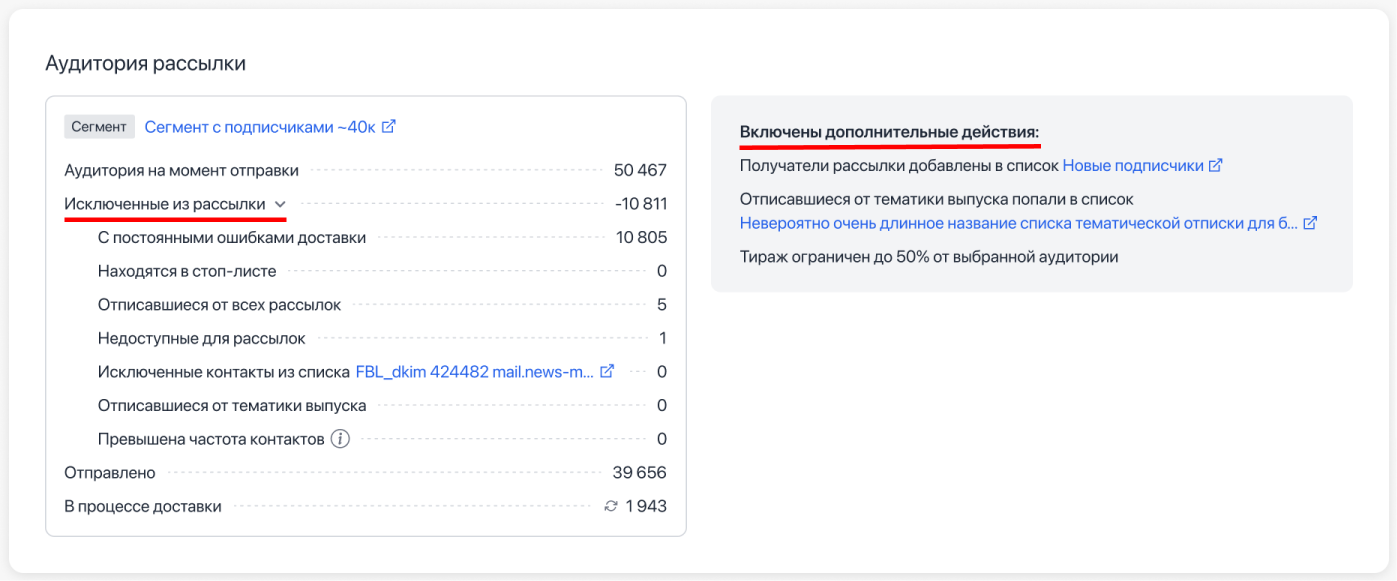 Аудитория рассылки
Сегмент Сегмент с подписчиками ~40к
Аудитория на момент отправки 50 467
Исключенные из рассылки -10 811
С постоянными ошибками доставки 10 805
Находятся в стоп-листе 0
Отписавшиеся от всех рассылок 5
Недоступные для рассылок 1
Исключенные контакты из списка FBL_dkim 424482 mail.news-m... 0
Отписавшиеся от тематики выпуска 0
Превышена частота контактов i 0
Отправлено 39 656
В процессе доставки 1 943
Включены дополнительные действия:
Получатели рассылки добавлены в список Новые подписчики
Отписавшиеся от тематики выпуска попали в список
Невероятно очень длинное название списка тематической отписки для б...
Тираж ограничен до 50% от выбранной аудитории